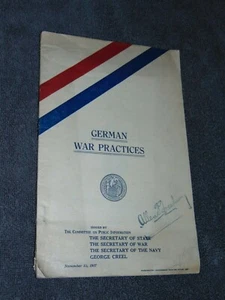 GERMAN
WAR PRACTICES
ISSUED BY
THE COMMITTEE ON PUBLIC INFORMATION
THE SECRETARY OF STATE
THE SECRETARY OF WAR
THE SECRETARY OF THE NAVY
GEORGE CREEL